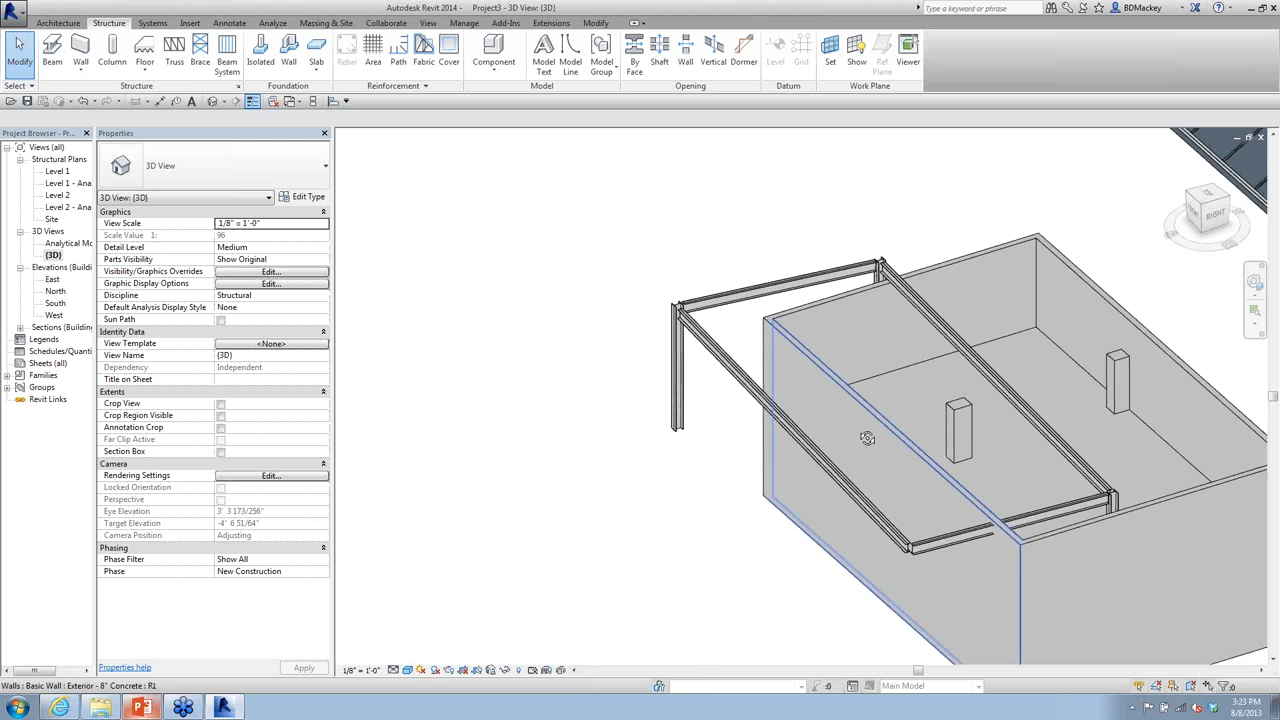 Autodesk Revit 2014 - Project3 - 3D View: {3D}
Type a keyword or phrase
BDMackey
Architecture Structure Systems Insert Annotate Analyze Massing & Site Collaborate View Manage Add-Ins Extensions Modify
Modify Beam Wall Column Floor Truss Brace Beam System Isolated Wall Slab Rebar Area Path Fabric Cover Component Model Text Model Line Model Group By Face Shaft Wall Vertical Dormer Level Grid Set Show Ref Plane Viewer
Select Structure Foundation Reinforcement Model Opening Datum Work Plane
Project Browser - Pr...
Views (all)
Structural Plans
Level 1
Level 1 - Ana
Level 2
Level 2 - Ana
Site
3D Views
Analytical Mo
{3D}
Elevations (Buildin
East
North
South
West
Sections (Building
Legends
Schedules/Quanti
Sheets (all)
Families
Groups
Revit Links
Properties
3D View
3D View: {3D} Edit Type
Graphics
View Scale 1/8" = 1'-0"
Scale Value 1: 96
Detail Level Medium
Parts Visibility Show Original
Visibility/Graphics Overrides Edit...
Graphic Display Options Edit...
Discipline Structural
Default Analysis Display Style None
Sun Path
Identity Data
View Template <None>
View Name {3D}
Dependency Independent
Title on Sheet
Extents
Crop View
Crop Region Visible
Annotation Crop
Far Clip Active
Section Box
Camera
Rendering Settings Edit...
Locked Orientation
Perspective
Eye Elevation 3' 3 173/256"
Target Elevation -4' 6 51/64"
Camera Position Adjusting
Phasing
Phase Filter Show All
Phase New Construction
Properties help Apply
RIGHT
1/8" = 1'-0"
Walls : Basic Wall : Exterior - 8" Concrete : R1
:0
Main Model
:0
3:23 PM
8/8/2013